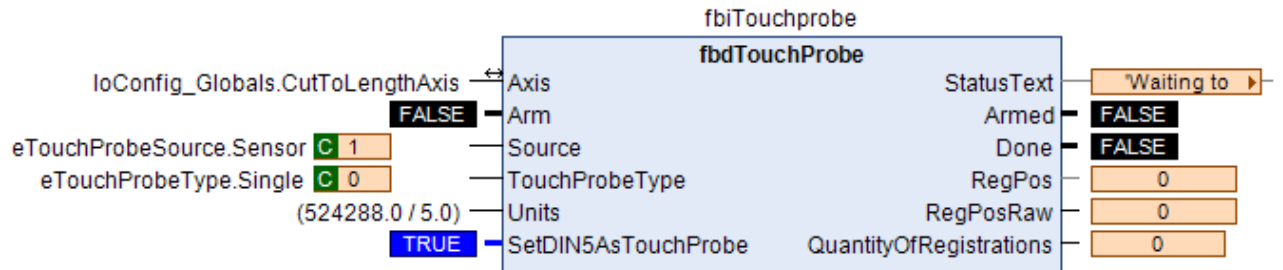 fbiTouchprobe
fbdTouchProbe
IoConfig_Globals.CutToLengthAxis Axis StatusText 'Waiting to
FALSE Arm Armed FALSE
eTouchProbeSource.Sensor C 1 Source Done FALSE
eTouchProbeType.Single C 0 TouchProbeType RegPos 0
(524288.0 / 5.0) Units RegPosRaw 0
TRUE SetDIN5AsTouchProbe QuantityOfRegistrations 0